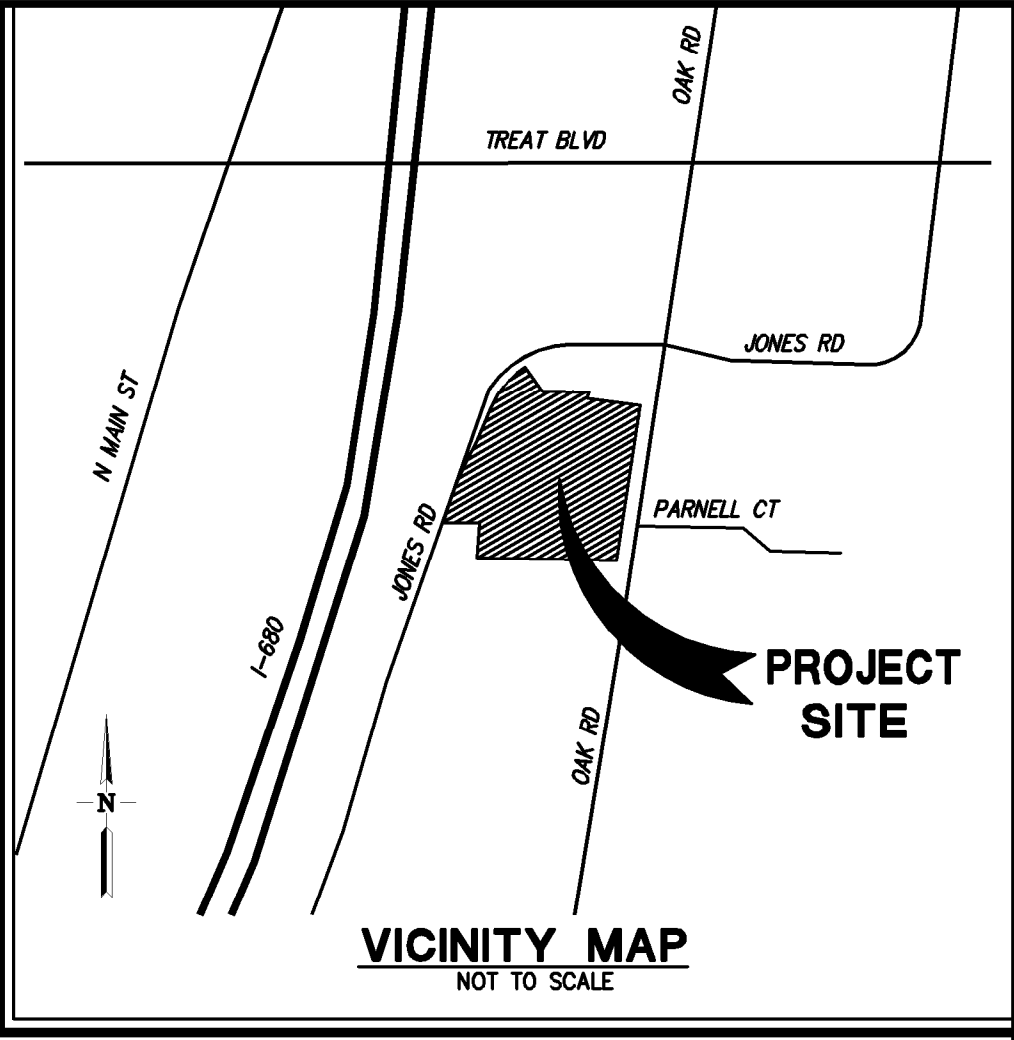 OAK RD
TREAT BLVD
JONES RD
N MAIN ST
PARNELL CT
JONES RD
I-680
PROJECT
SITE
OAK RD
N
VICINITY MAP
NOT TO SCALE